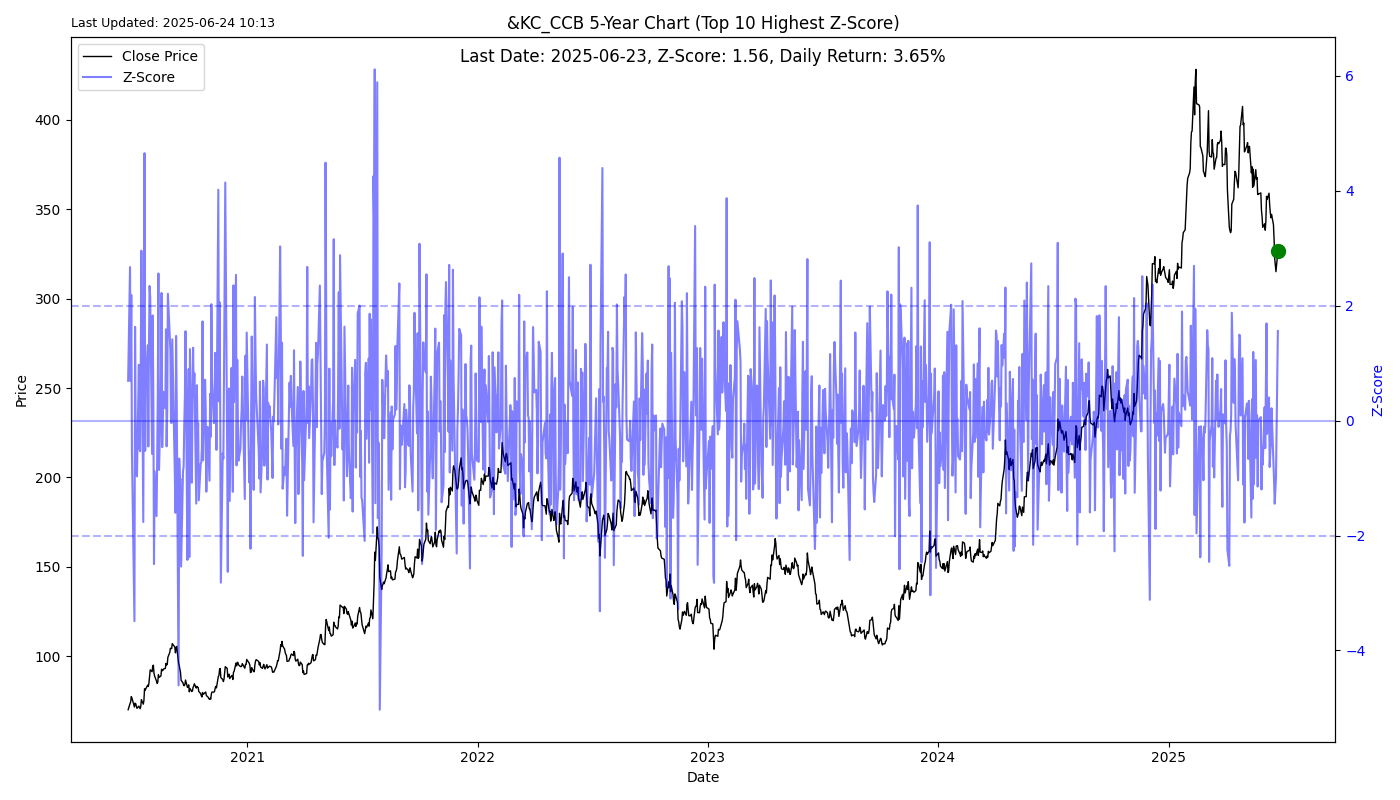 Last Updated: 2025-06-24 10:13
&KC_CCB 5-Year Chart (Top 10 Highest Z-Score)
Last Date: 2025-06-23, Z-Score: 1.56, Daily Return: 3.65%
Close Price
Z-Score
400
350
300
250
200
150
100
Price
6
4
2
0
−2
−4
Z-Score
2021
2022
2023
2024
2025
Date